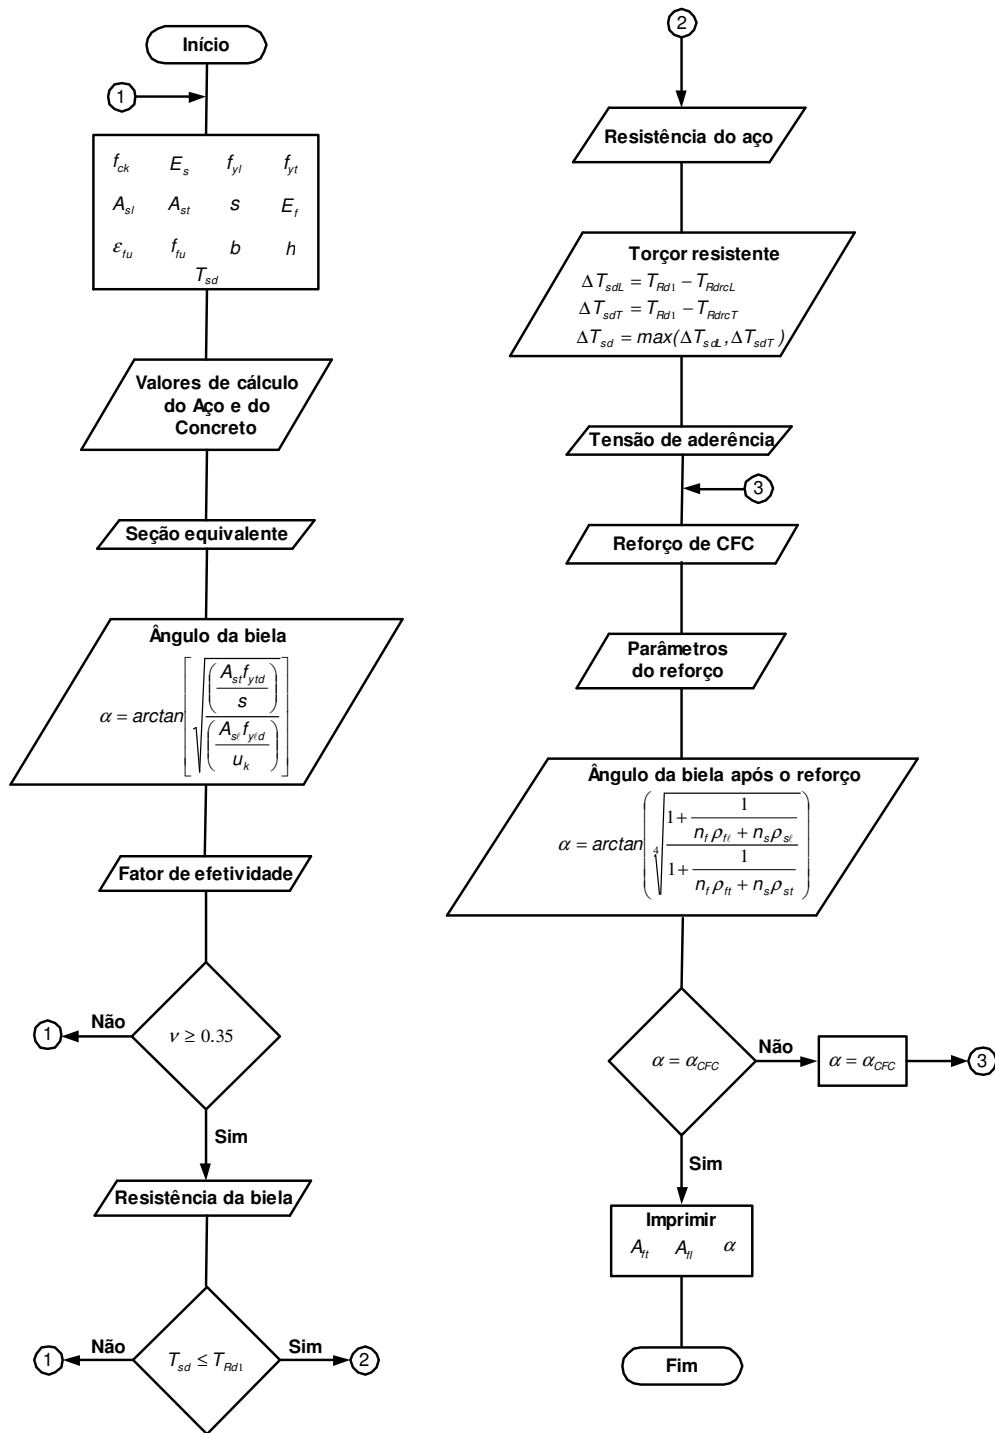 Início
1
f_ck E_s f_yl f_yt
A_sl A_st s E_f
ε_fu f_fu b h
T_sd
Valores de cálculo
do Aço e do
Concreto
Seção equivalente
Ângulo da biela
α = arctan[√((A_st f_ytd / s) / (A_sℓ f_yℓd / u_k))]
Fator de efetividade
Não
1
ν ≥ 0.35
Sim
Resistência da biela
Não
1
T_sd ≤ T_Rd1
Sim
2
2
Resistência do aço
Torçor resistente
ΔT_sdL = T_Rd1 − T_RdrcL
ΔT_sdT = T_Rd1 − T_RdrcT
ΔT_sd = max(ΔT_sdL, ΔT_sdT)
Tensão de aderência
3
Reforço de CFC
Parâmetros
do reforço
Ângulo da biela após o reforço
α = arctan(⁴√((1 + 1/(n_f ρ_fℓ + n_s ρ_sℓ)) / (1 + 1/(n_f ρ_ft + n_s ρ_st))))
α = α_CFC
Não
α = α_CFC
3
Sim
Imprimir
A_ft A_fl α
Fim